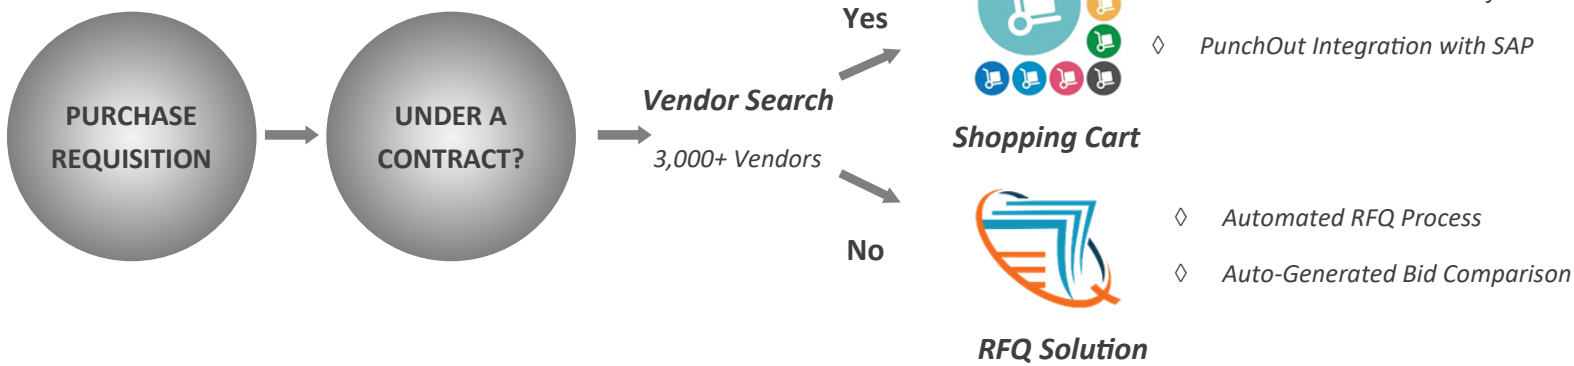 PURCHASE
REQUISITION
UNDER A
CONTRACT?
Vendor Search
3,000+ Vendors
Yes
◊ PunchOut Integration with SAP
Shopping Cart
No
◊ Automated RFQ Process
◊ Auto-Generated Bid Comparison
RFQ Solution